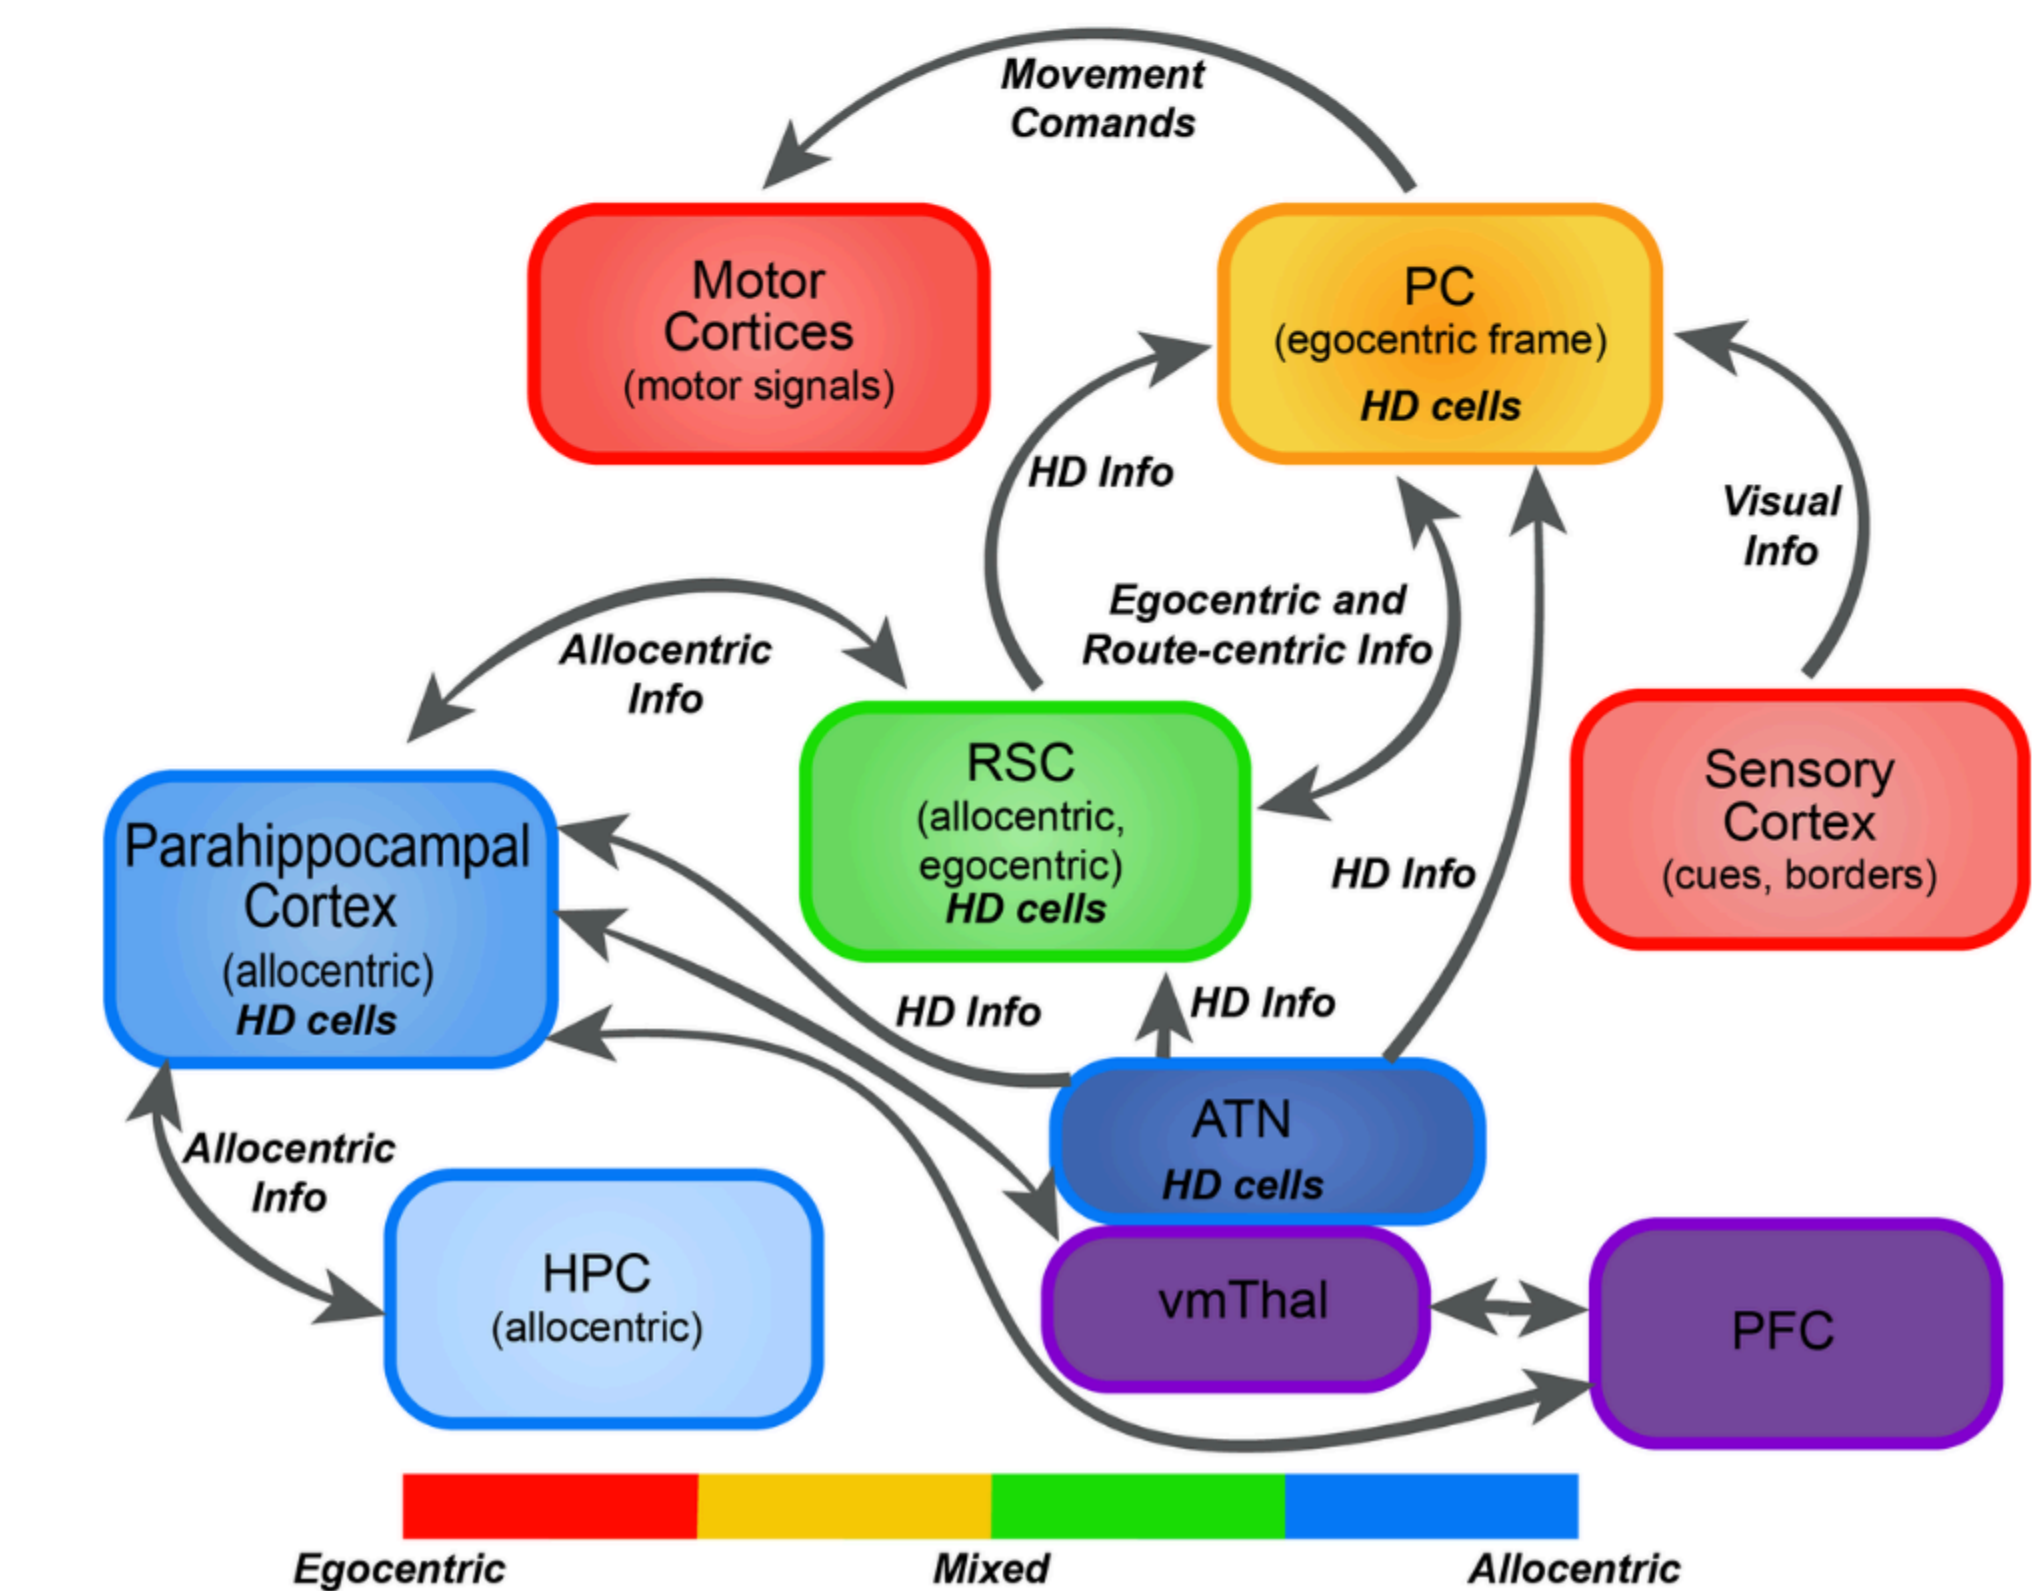 Movement
Comands
Motor
Cortices
(motor signals)
PC
(egocentric frame)
HD cells
HD Info
Visual
Info
Egocentric and
Route-centric Info
Allocentric
Info
RSC
(allocentric,
egocentric)
HD cells
Sensory
Cortex
(cues, borders)
Parahippocampal
Cortex
(allocentric)
HD cells
HD Info
HD Info
HD Info
ATN
HD cells
Allocentric
Info
HPC
(allocentric)
vmThal
PFC
Egocentric
Mixed
Allocentric